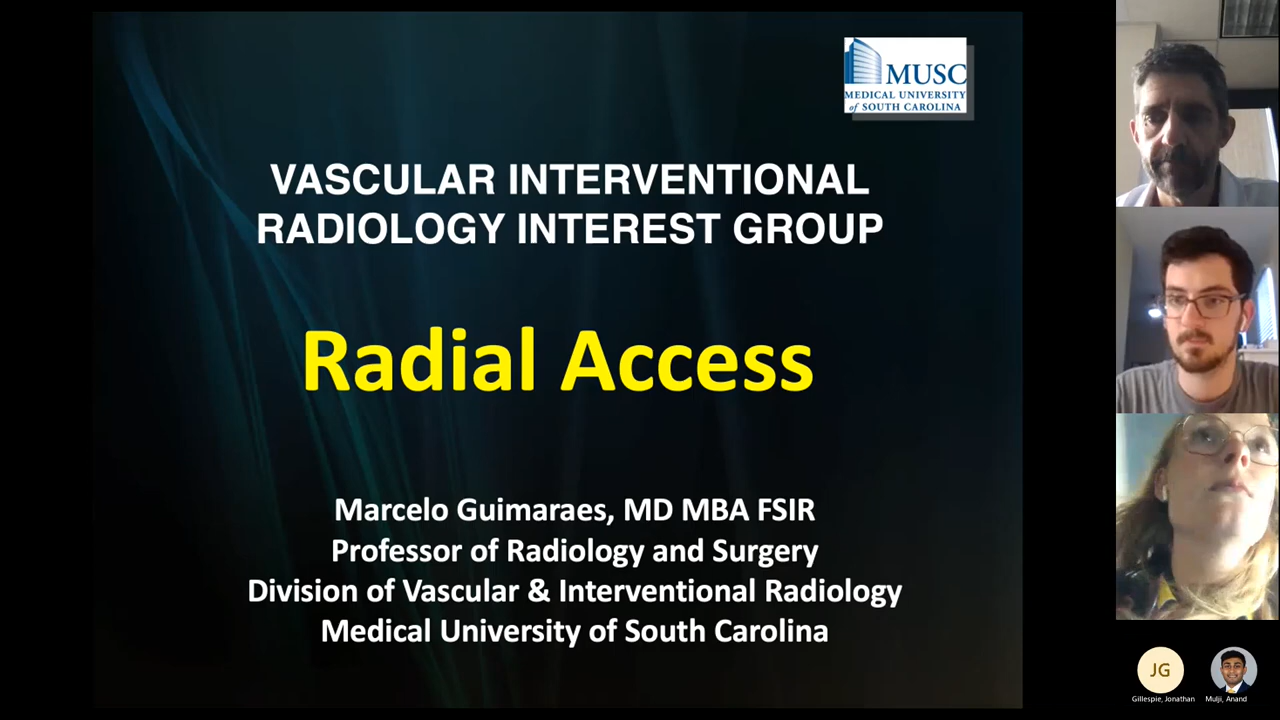 MUSC
MEDICAL UNIVERSITY
of SOUTH CAROLINA
VASCULAR INTERVENTIONAL
RADIOLOGY INTEREST GROUP
Radial Access
Marcelo Guimaraes, MD MBA FSIR
Professor of Radiology and Surgery
Division of Vascular & Interventional Radiology
Medical University of South Carolina
JG
Gillespie, Jonathan
Mulji, Anand